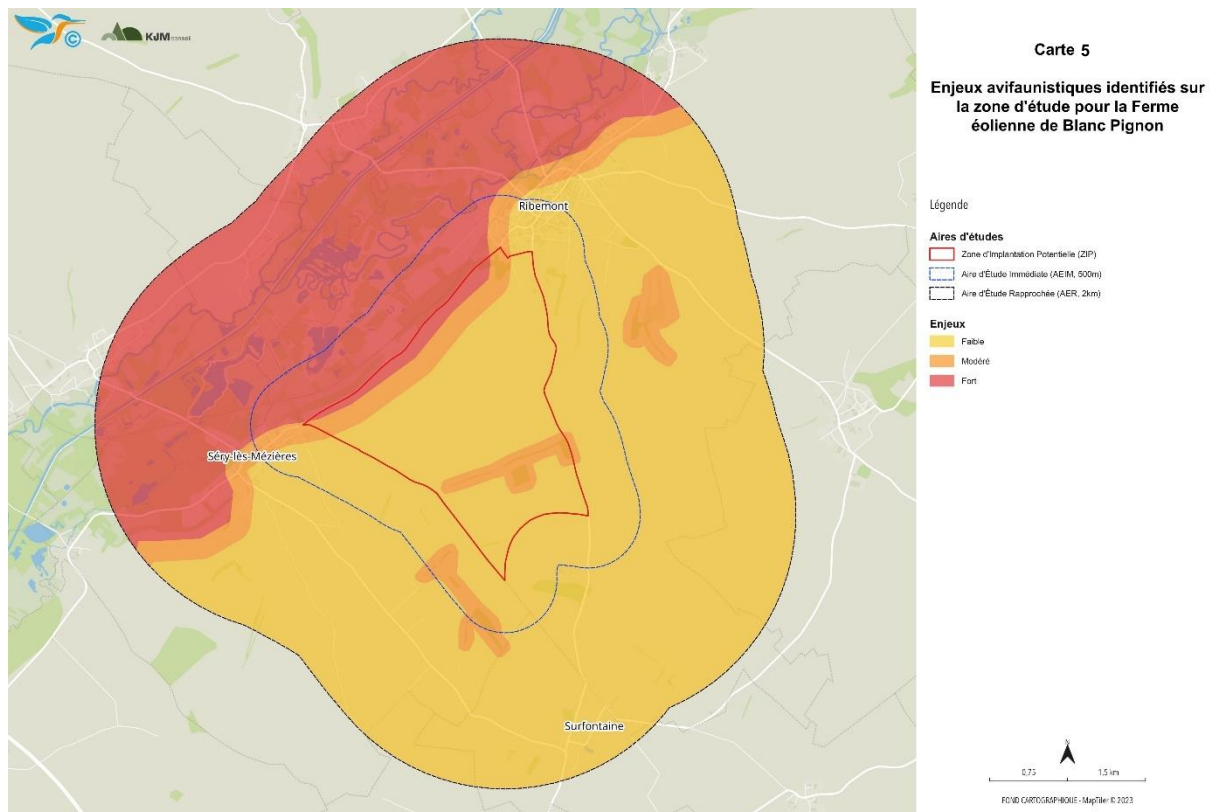 ©
KJM conseil
Carte 5
Enjeux avifaunistiques identifiés sur
la zone d'étude pour la Ferme
éolienne de Blanc Pignon
Légende
Aires d'études
Zone d'Implantation Potentielle (ZIP)
Aire d'Étude Immédiate (AEIM, 500m)
Aire d'Étude Rapprochée (AER, 2km)
Enjeux
Faible
Modéré
Fort
Ribemont
Séry-lès-Mézières
Surfontaine
N
0,75 1,5 km
FOND CARTOGRAPHIQUE - MapTiler © 2023